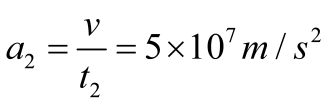 a₂ = v/t₂ = 5×10⁷ m/s²